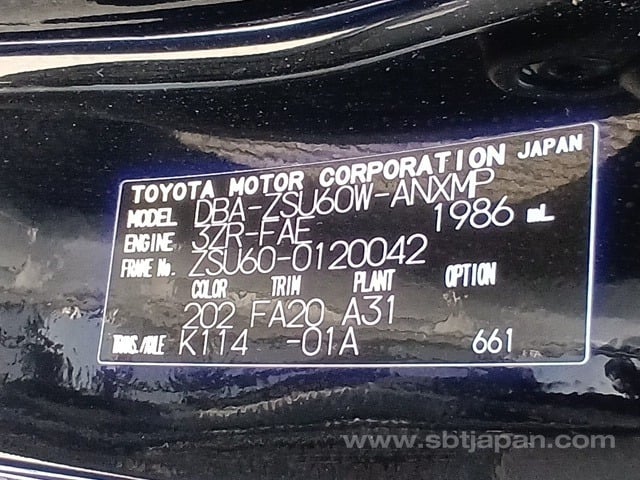 TOYOTA MOTOR CORPORATION JAPAN
MODEL DBA-ZSU60W-ANXMP
ENGINE 3ZR-FAE 1986 mL
FRAME No. ZSU60-0120042
COLOR TRIM PLANT OPTION
202 FA20 A31
TRANS./AXLE K114 -01A 661
www.sbtjapan.com